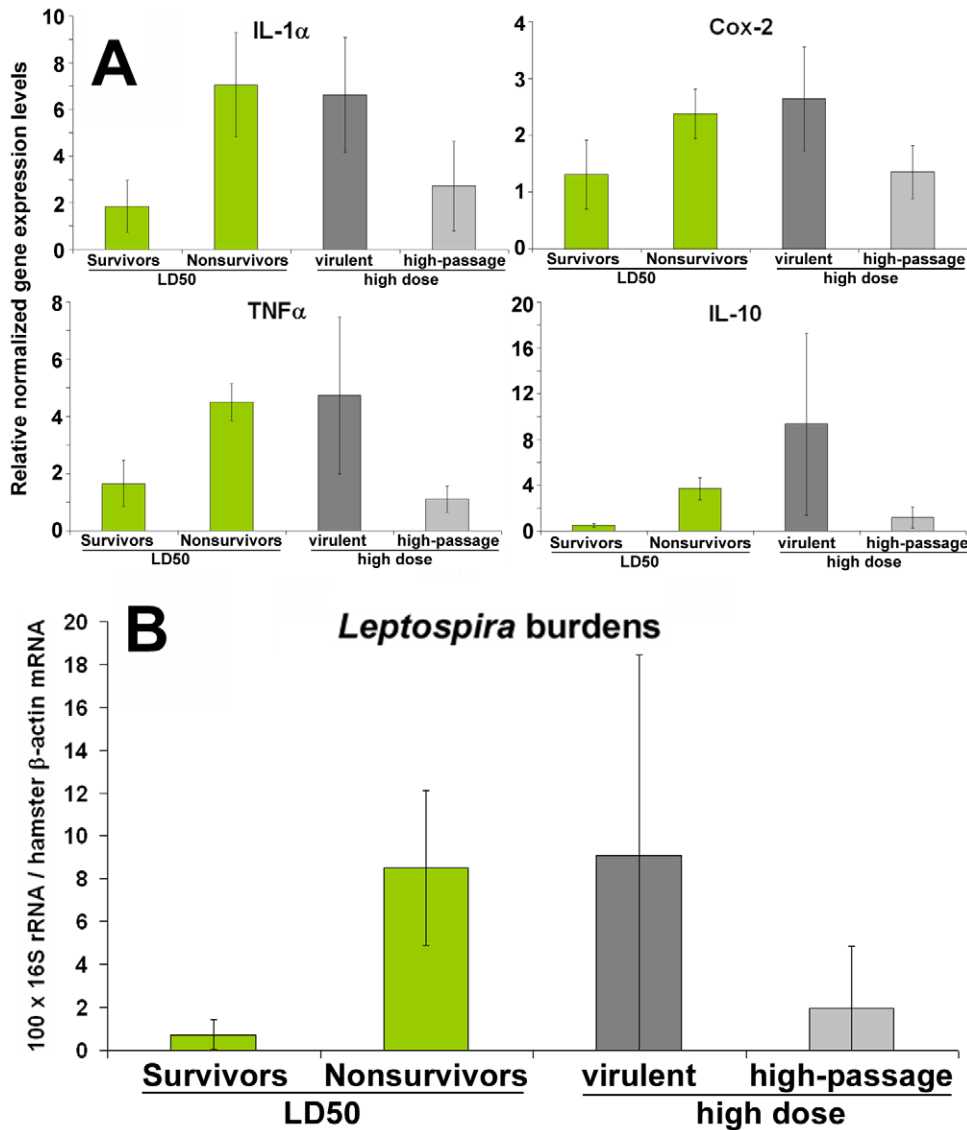 A
Relative normalized gene expression levels
IL-1α
10
8
6
4
2
0
Survivors Nonsurvivors virulent high-passage
LD50 high dose
Cox-2
4
3
2
1
0
Survivors Nonsurvivors virulent high-passage
LD50 high dose
TNFα
8
6
4
2
0
Survivors Nonsurvivors virulent high-passage
LD50 high dose
IL-10
20
16
12
8
4
0
Survivors Nonsurvivors virulent high-passage
LD50 high dose
B
Leptospira burdens
100 x 16S rRNA / hamster β-actin mRNA
20
18
16
14
12
10
8
6
4
2
0
Survivors Nonsurvivors virulent high-passage
LD50 high dose